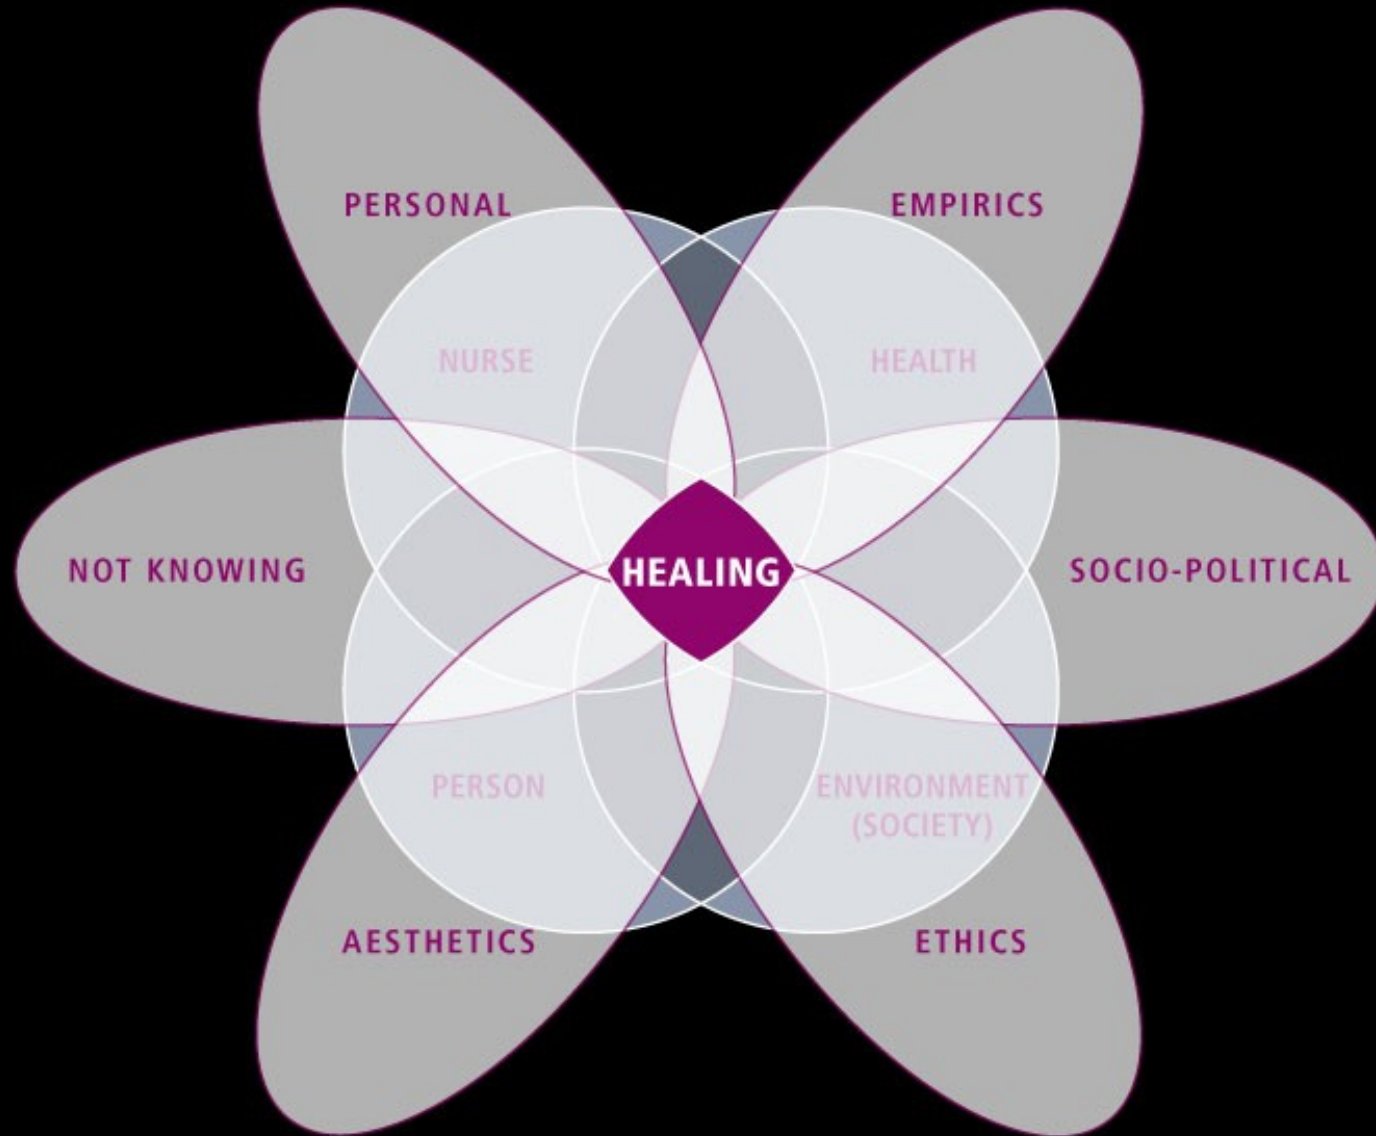 PERSONAL
EMPIRICS
NURSE
HEALTH
NOT KNOWING
HEALING
SOCIO-POLITICAL
PERSON
ENVIRONMENT
(SOCIETY)
AESTHETICS
ETHICS